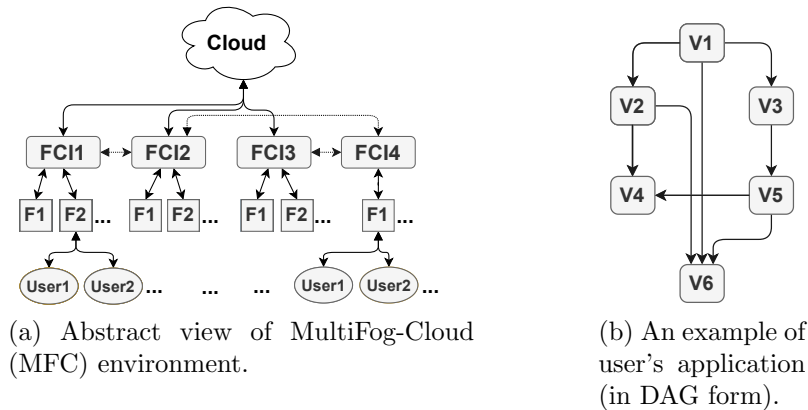 Cloud
FCI1 FCI2 FCI3 FCI4
F1 F2 ... F1 F2 ... F1 F2 ... F1 ...
User1 User2 ... ... ... User1 User2 ...
(a) Abstract view of MultiFog-Cloud
(MFC) environment.
V1
V2 V3
V4 V5
V6
(b) An example of
user's application
(in DAG form).